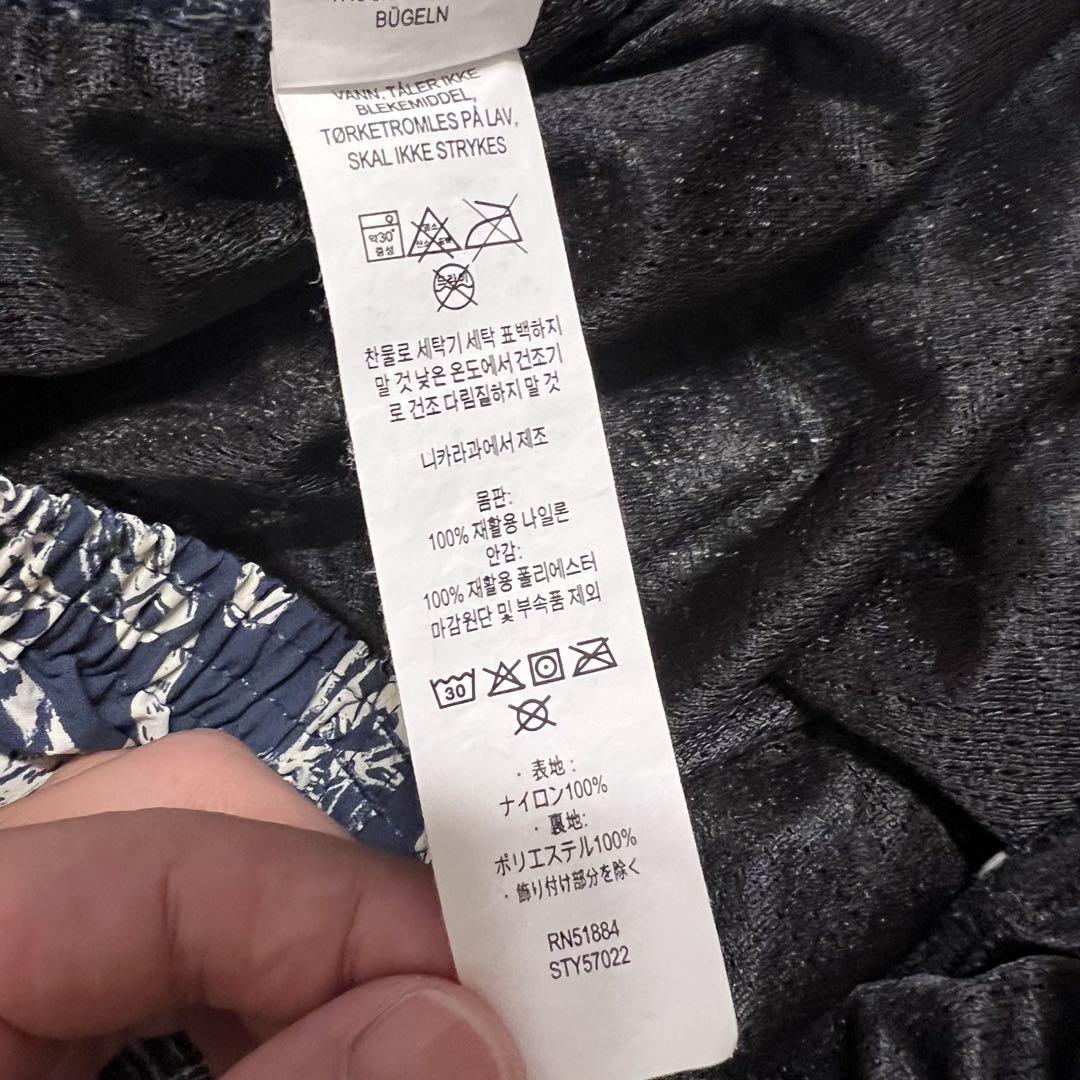 BÜGELN
VANN, TÅLER IKKE
BLEKEMIDDEL,
TØRKETROMLES PÅ LAV,
SKAL IKKE STRYKES
약30°
중성
찬물로 세탁기 세탁 표백하지
말 것 낮은 온도에서 건조기
로 건조 다림질하지 말 것
니카라과에서 제조
몸판:
100% 재활용 나일론
안감:
100% 재활용 폴리에스터
마감원단 및 부속품 제외
30
・表地:
ナイロン100%
・裏地:
ポリエステル100%
・飾り付け部分を除く
RN51884
STY57022